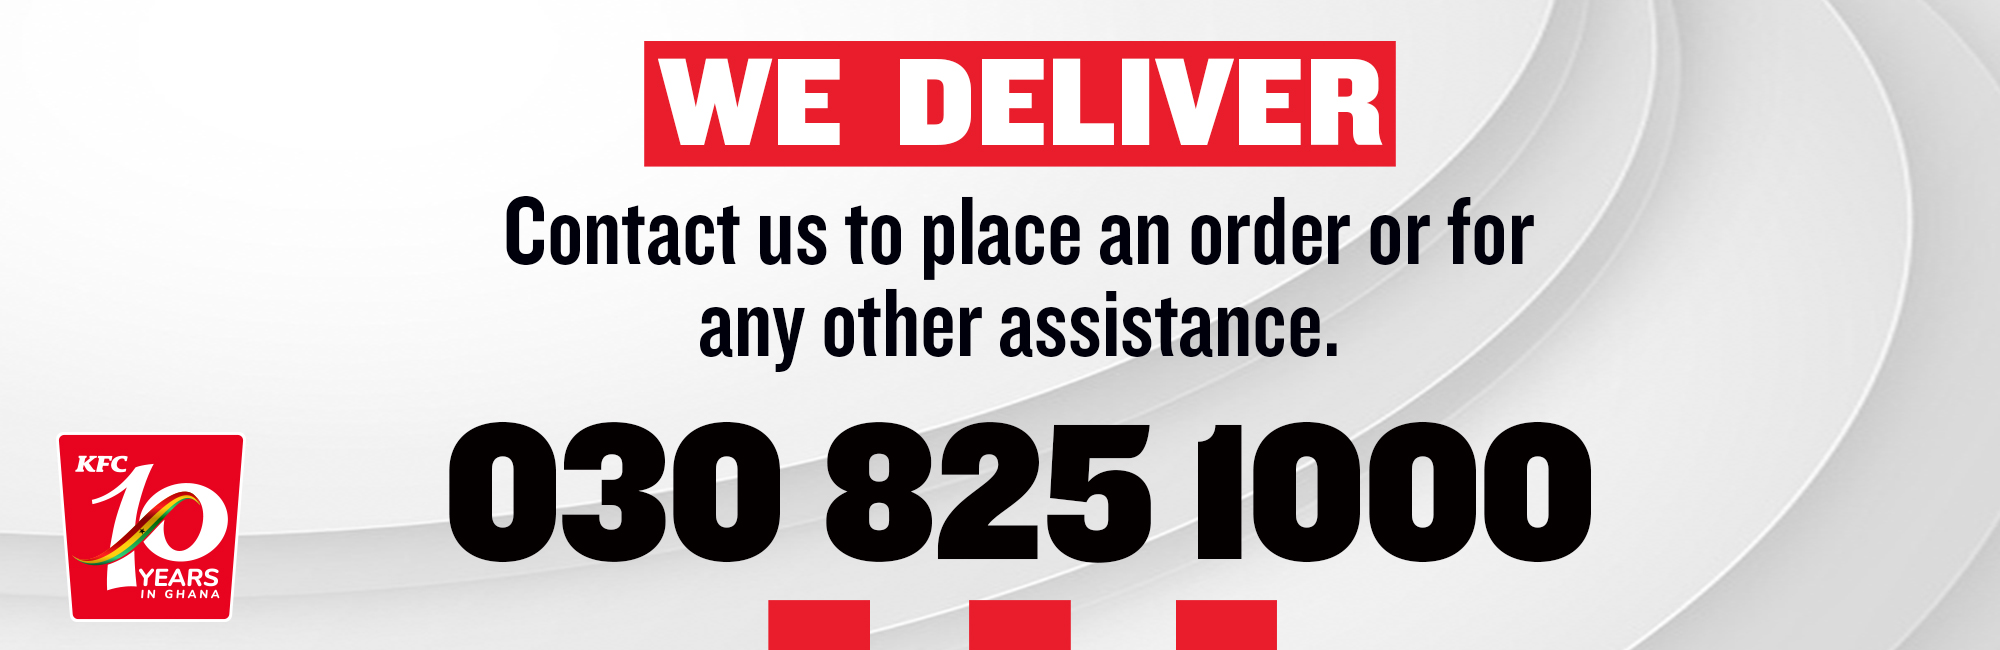 WE DELIVER
Contact us to place an order or for
any other assistance.
030 825 1000
KFC
10
YEARS
IN GHANA